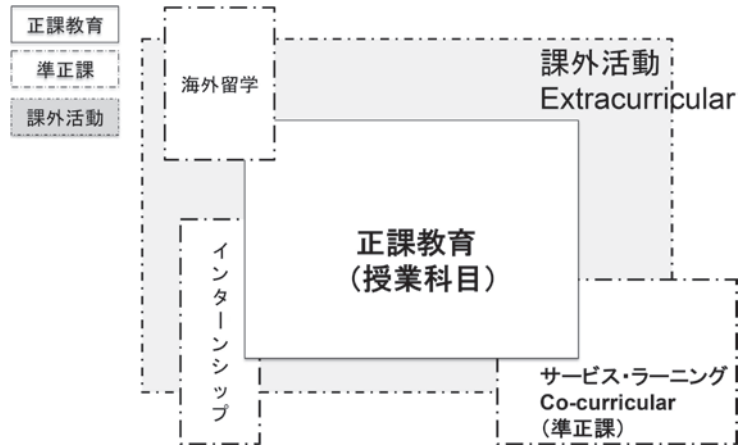 正課教育
準正課
課外活動
海外留学
課外活動
Extracurricular
正課教育
（授業科目）
インターンシップ
サービス・ラーニング
Co-curricular
（準正課）